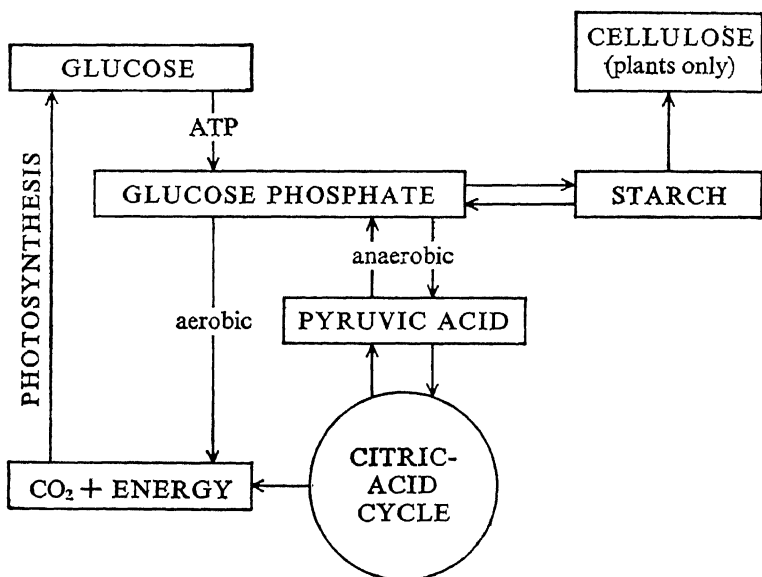 CELLULOSE
(plants only)
GLUCOSE
ATP
GLUCOSE PHOSPHATE
STARCH
PHOTOSYNTHESIS
anaerobic
aerobic
PYRUVIC ACID
CITRIC-
ACID
CYCLE
CO₂ + ENERGY